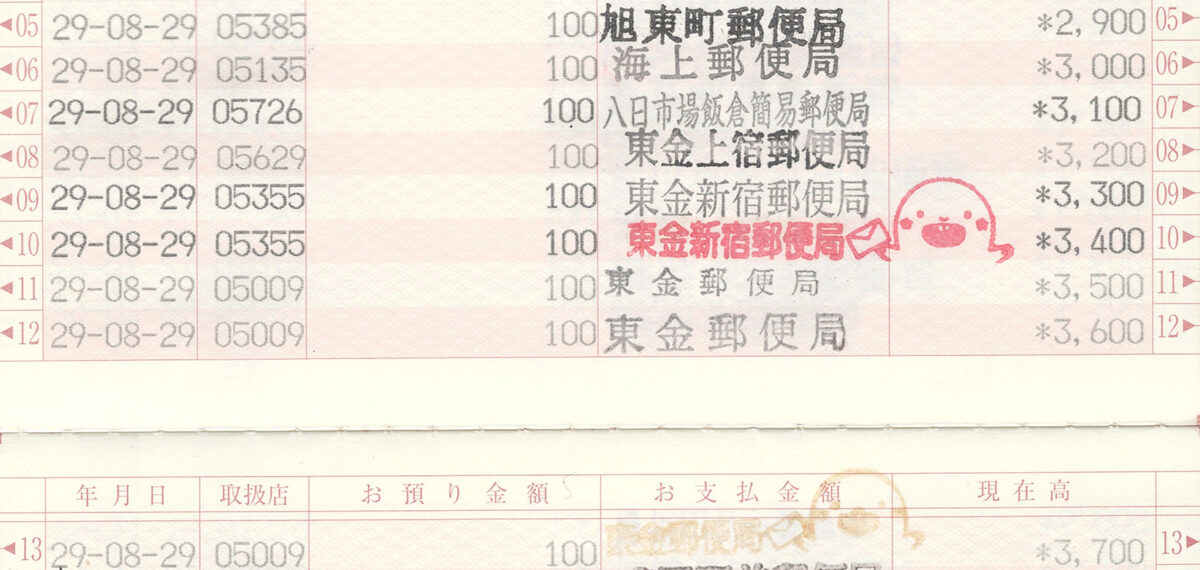 ◀05 29-08-29 05385 100 旭東町郵便局 *2,900 05▶
◀06 29-08-29 05135 100 海上郵便局 *3,000 06▶
◀07 29-08-29 05726 100 八日市場飯倉簡易郵便局 *3,100 07▶
◀08 29-08-29 05629 100 東金上宿郵便局 *3,200 08▶
◀09 29-08-29 05355 100 東金新宿郵便局 *3,300 09▶
◀10 29-08-29 05355 100 東金新宿郵便局 *3,400 10▶
◀11 29-08-29 05009 100 東金郵便局 *3,500 11▶
◀12 29-08-29 05009 100 東金郵便局 *3,600 12▶
年月日 取扱店 お預り金額 お支払金額 現在高
◀13 29-08-29 05009 100 東金郵便局 *3,700 13▶